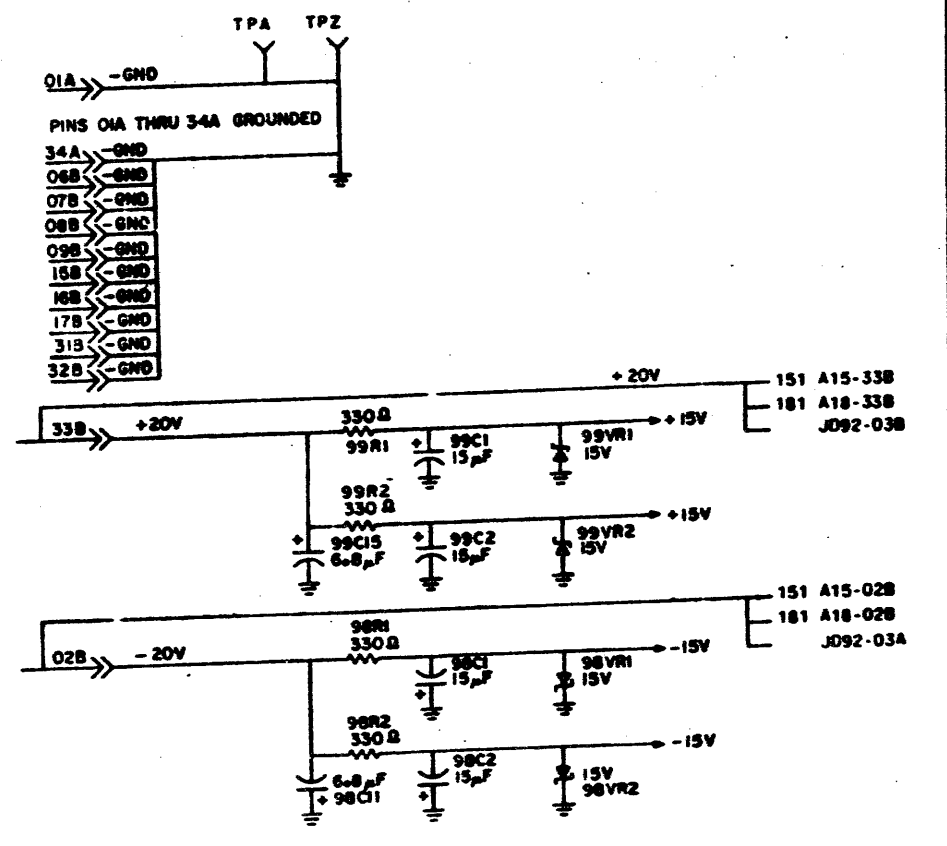 TPA TPZ
01A -GND
PINS 01A THRU 34A GROUNDED
34A -GND
06B -GND
07B -GND
08B -GND
09B -GND
15B -GND
16B -GND
17B -GND
31B -GND
32B -GND
+20V
151 A15-33B
181 A18-33B
J092-03B
33B +20V
330Ω
99R1
+
99C1
15µF
99VR1
15V
+15V
99R2
330Ω
+
99C15
6.8µF
+
99C2
15µF
99VR2
15V
+15V
151 A15-02B
181 A18-02B
J092-03A
02B -20V
98R1
330Ω
+
98C1
15µF
98VR1
15V
-15V
98R2
330Ω
6.8µF
+ 98C11
+
98C2
15µF
15V
98VR2
-15V